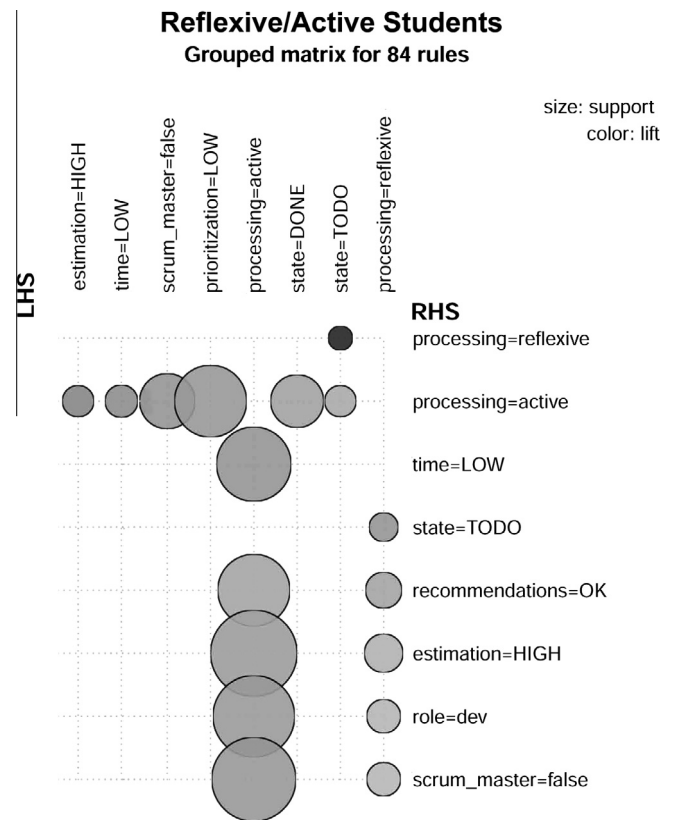 Reflexive/Active Students
Grouped matrix for 84 rules
size: support
color: lift
estimation=HIGH
time=LOW
scrum_master=false
prioritization=LOW
processing=active
state=DONE
state=TODO
processing=reflexive
LHS
RHS
processing=reflexive
processing=active
time=LOW
state=TODO
recommendations=OK
estimation=HIGH
role=dev
scrum_master=false